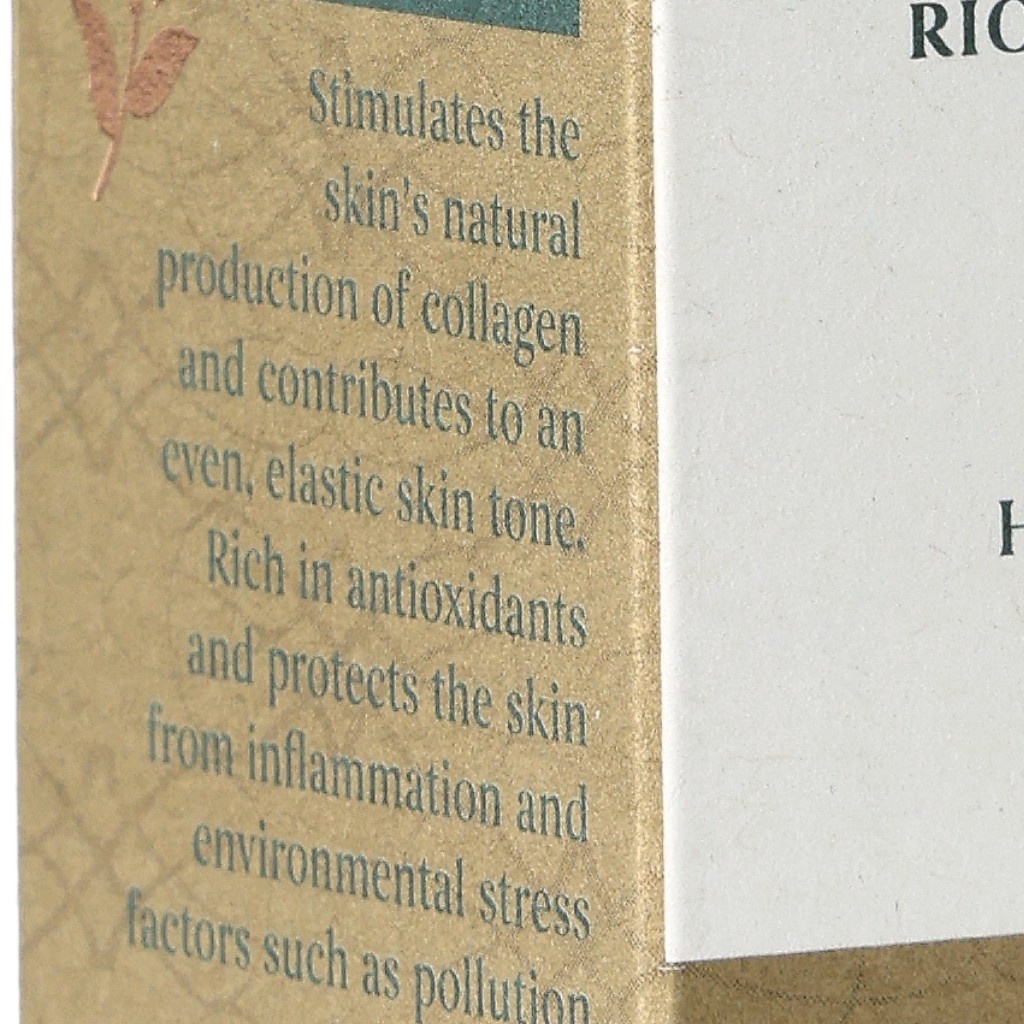 Stimulates the
skin's natural
production of collagen
and contributes to an
even, elastic skin tone.
Rich in antioxidants
and protects the skin
from inflammation and
environmental stress
factors such as pollution
RIC
H